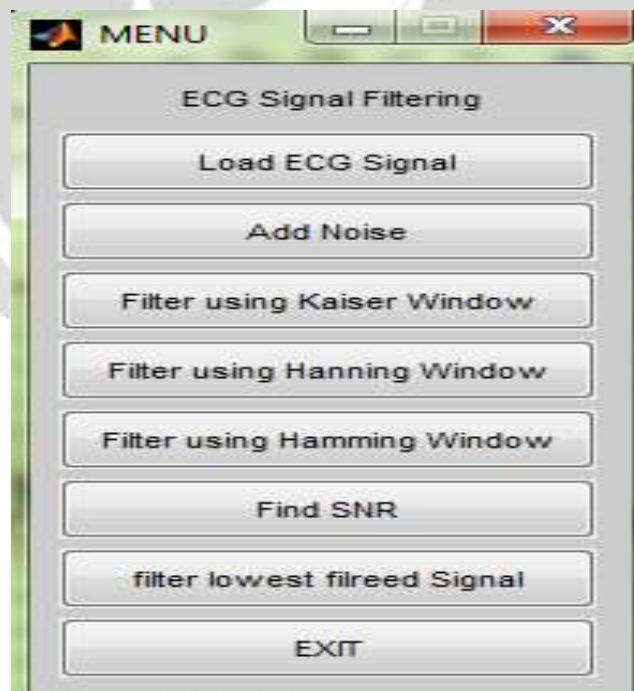 MENU
ECG Signal Filtering
Load ECG Signal
Add Noise
Filter using Kaiser Window
Filter using Hanning Window
Filter using Hamming Window
Find SNR
filter lowest filreed Signal
EXIT